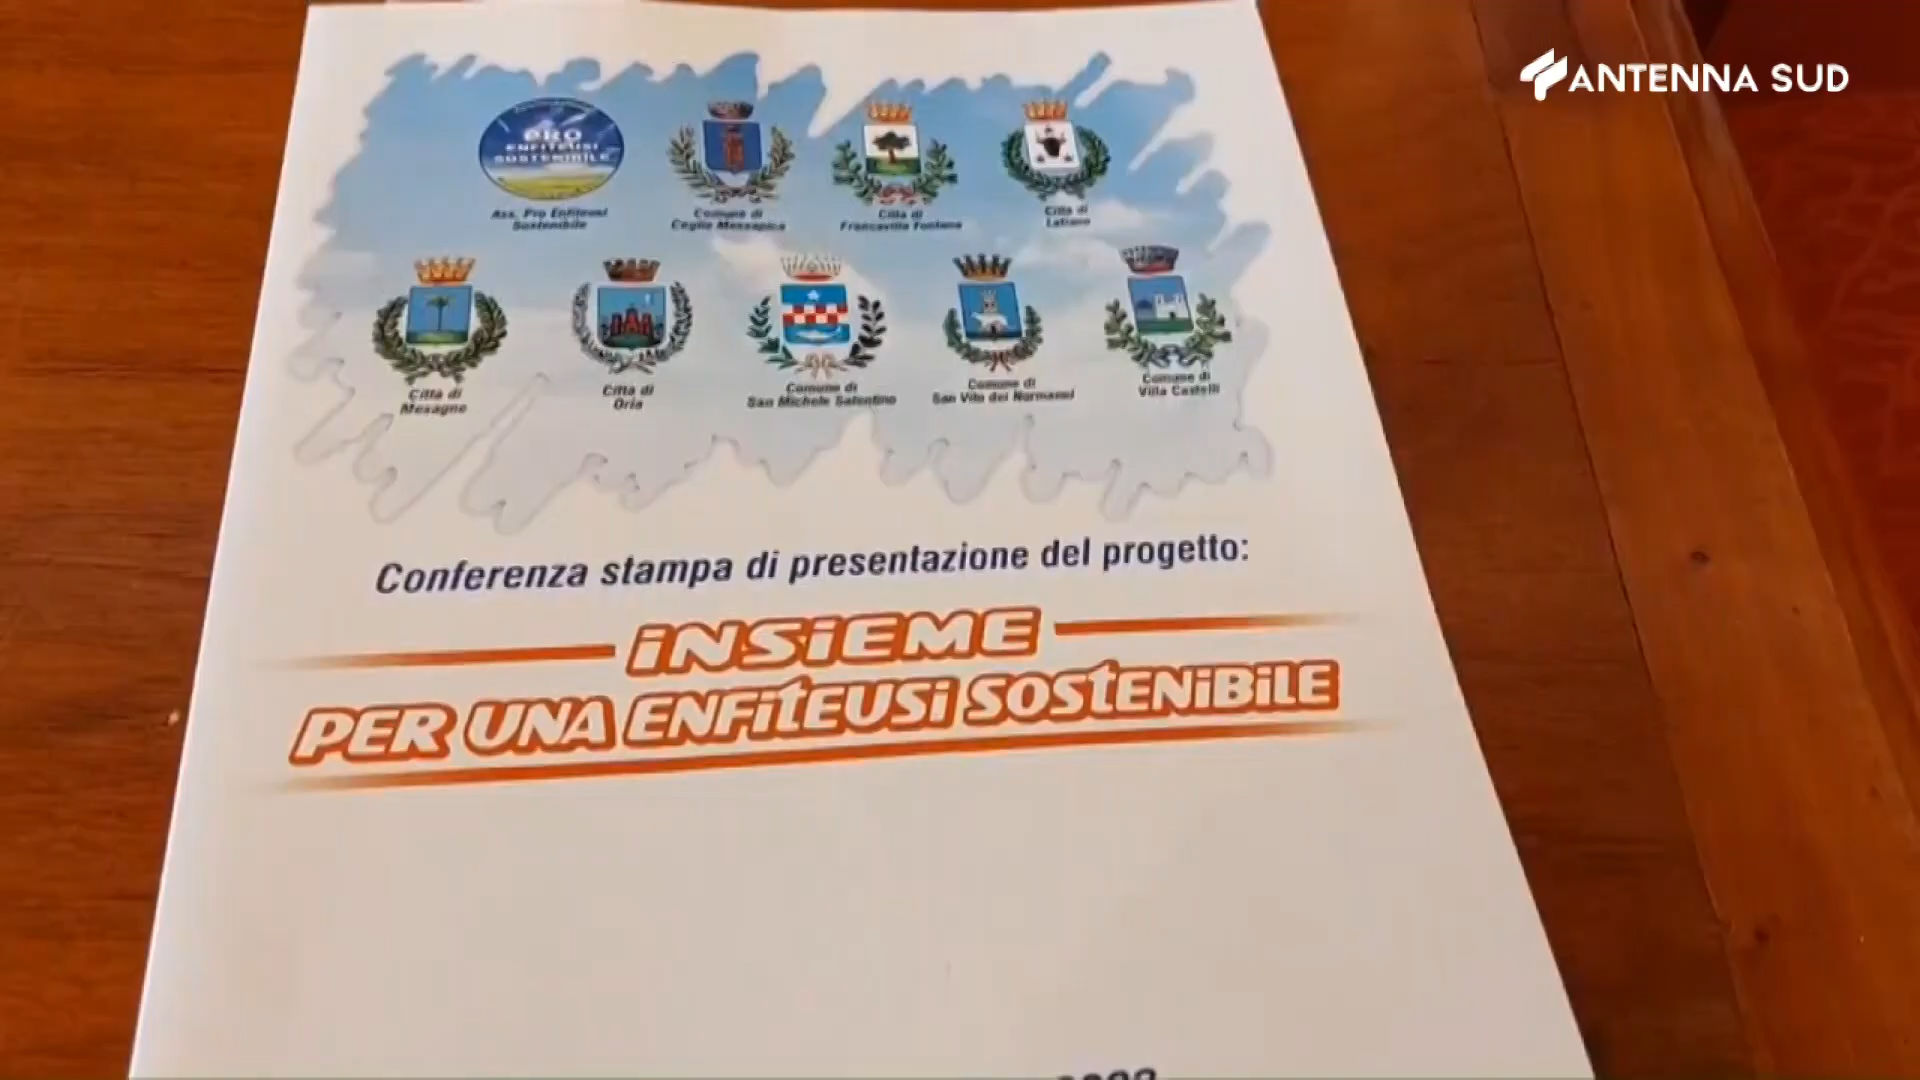 ANTENNA SUD
PRO
ENFITEUSI
SOSTENIBILE
Ass. Pro Enfiteusi
Sostenibile
Comune di
Ceglie Messapica
Città di
Francavilla Fontana
Città di
Latiano
Città di
Mesagne
Città di
Oria
Comune di
San Michele Salentino
Comune di
San Vito dei Normanni
Comune di
Villa Castelli
Conferenza stampa di presentazione del progetto:
INSIEME
PER UNA ENFITEUSI SOSTENIBILE